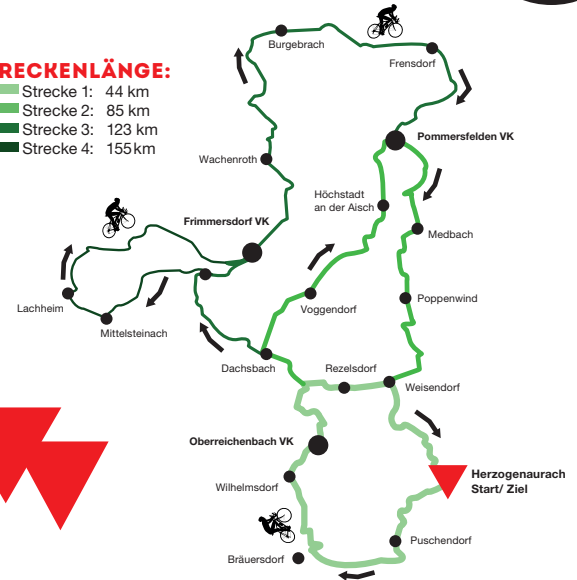 RECKENLÄNGE:
Strecke 1: 44 km
Strecke 2: 85 km
Strecke 3: 123 km
Strecke 4: 155 km
Burgebrach
Frensdorf
Pommersfelden VK
Wachenroth
Höchstadt
an der Aisch
Frimmersdorf VK
Medbach
Lachheim
Voggendorf
Poppenwind
Mittelsteinach
Dachsbach
Rezelsdorf
Weisendorf
Oberreichenbach VK
Herzogenaurach
Start/ Ziel
Wilhelmsdorf
Puschendorf
Bräuersdorf